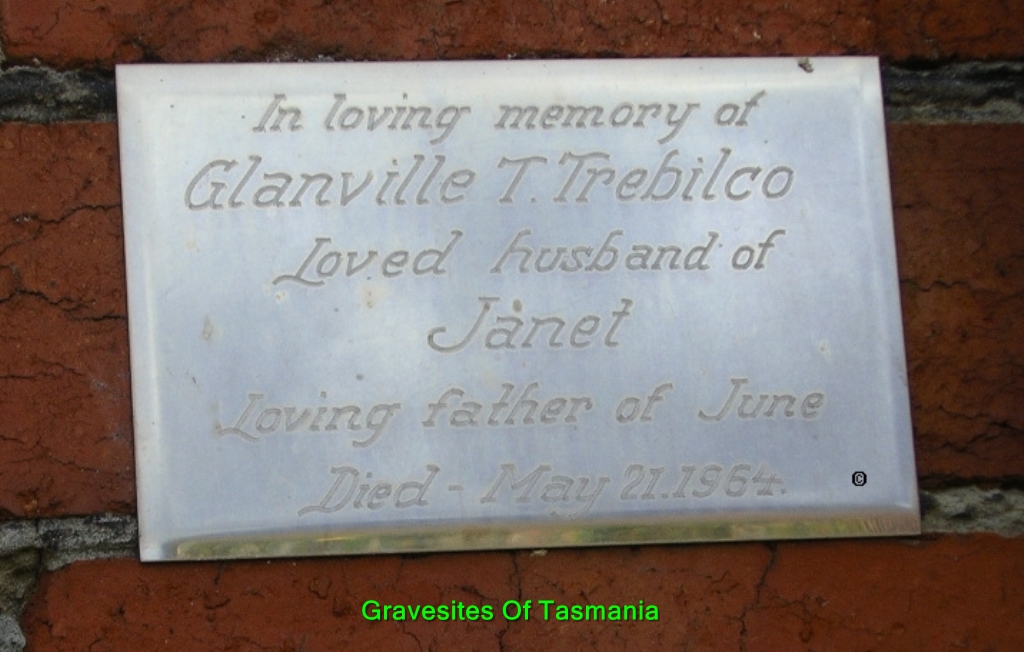 In loving memory of
Glanville T. Trebilco
Loved husband of
Janet
Loving father of June
Died - May 21. 1964.
©
Gravesites Of Tasmania